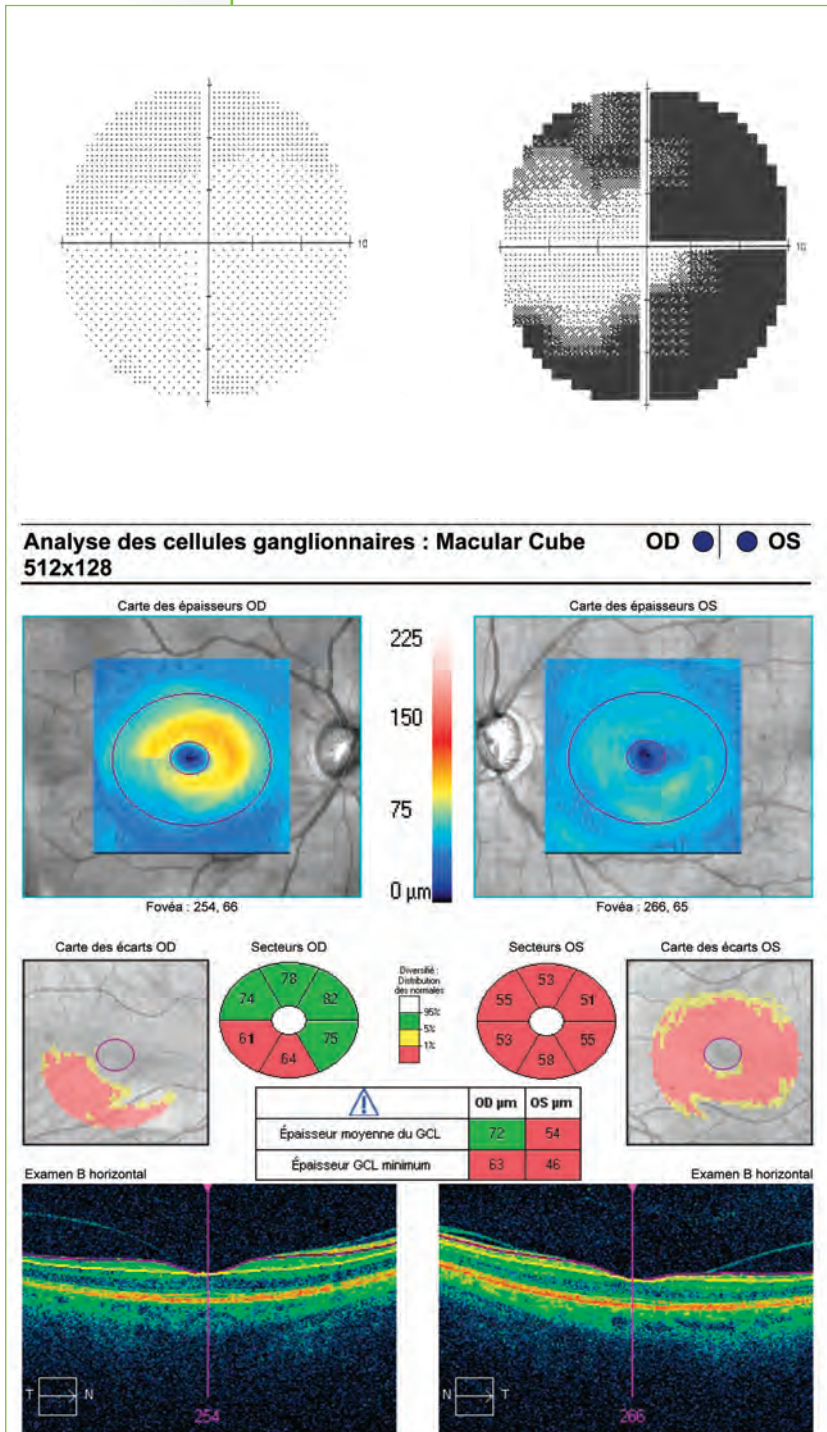 10
10
Analyse des cellules ganglionnaires : Macular Cube 512x128
OD OS
Carte des épaisseurs OD
Carte des épaisseurs OS
225
150
75
0 µm
Fovéa : 254, 66
Fovéa : 266, 65
Carte des écarts OD
Secteurs OD
Secteurs OS
Carte des écarts OS
78
74
82
61
75
64
Diversifié :
Distribution
des normales
95%
5%
1%
53
55
51
53
55
58
OD µm OS µm
Épaisseur moyenne du GCL 72 54
Épaisseur GCL minimum 63 46
Examen B horizontal
Examen B horizontal
T N
254
N T
266